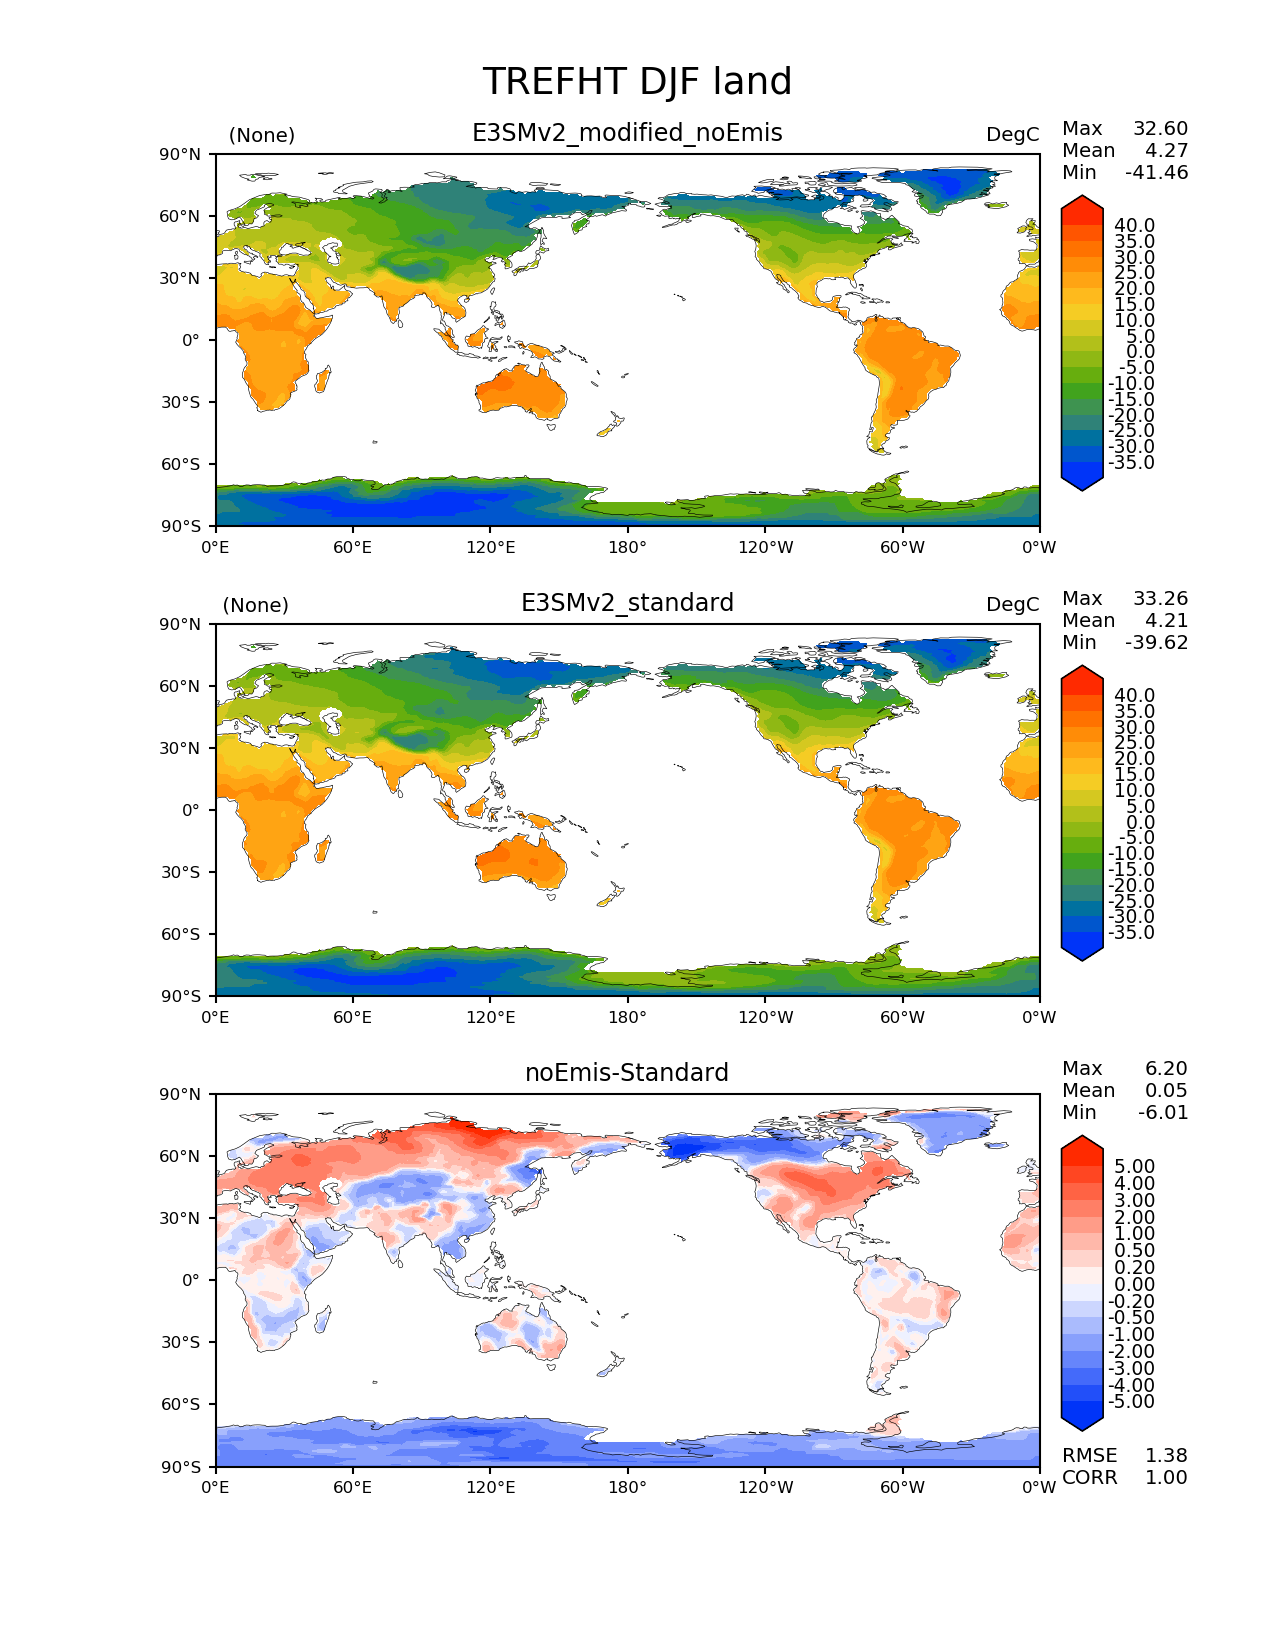 TREFHT DJF land
(None) E3SMv2_modified_noEmis DegC
Max 32.60
Mean 4.27
Min -41.46
90°N
60°N
30°N
0°
30°S
60°S
90°S
0°E 60°E 120°E 180° 120°W 60°W 0°W
40.0
35.0
30.0
25.0
20.0
15.0
10.0
5.0
0.0
-5.0
-10.0
-15.0
-20.0
-25.0
-30.0
-35.0
(None) E3SMv2_standard DegC
Max 33.26
Mean 4.21
Min -39.62
90°N
60°N
30°N
0°
30°S
60°S
90°S
0°E 60°E 120°E 180° 120°W 60°W 0°W
40.0
35.0
30.0
25.0
20.0
15.0
10.0
5.0
0.0
-5.0
-10.0
-15.0
-20.0
-25.0
-30.0
-35.0
noEmis-Standard
Max 6.20
Mean 0.05
Min -6.01
90°N
60°N
30°N
0°
30°S
60°S
90°S
0°E 60°E 120°E 180° 120°W 60°W 0°W
5.00
4.00
3.00
2.00
1.00
0.50
0.20
0.00
-0.20
-0.50
-1.00
-2.00
-3.00
-4.00
-5.00
RMSE 1.38
CORR 1.00